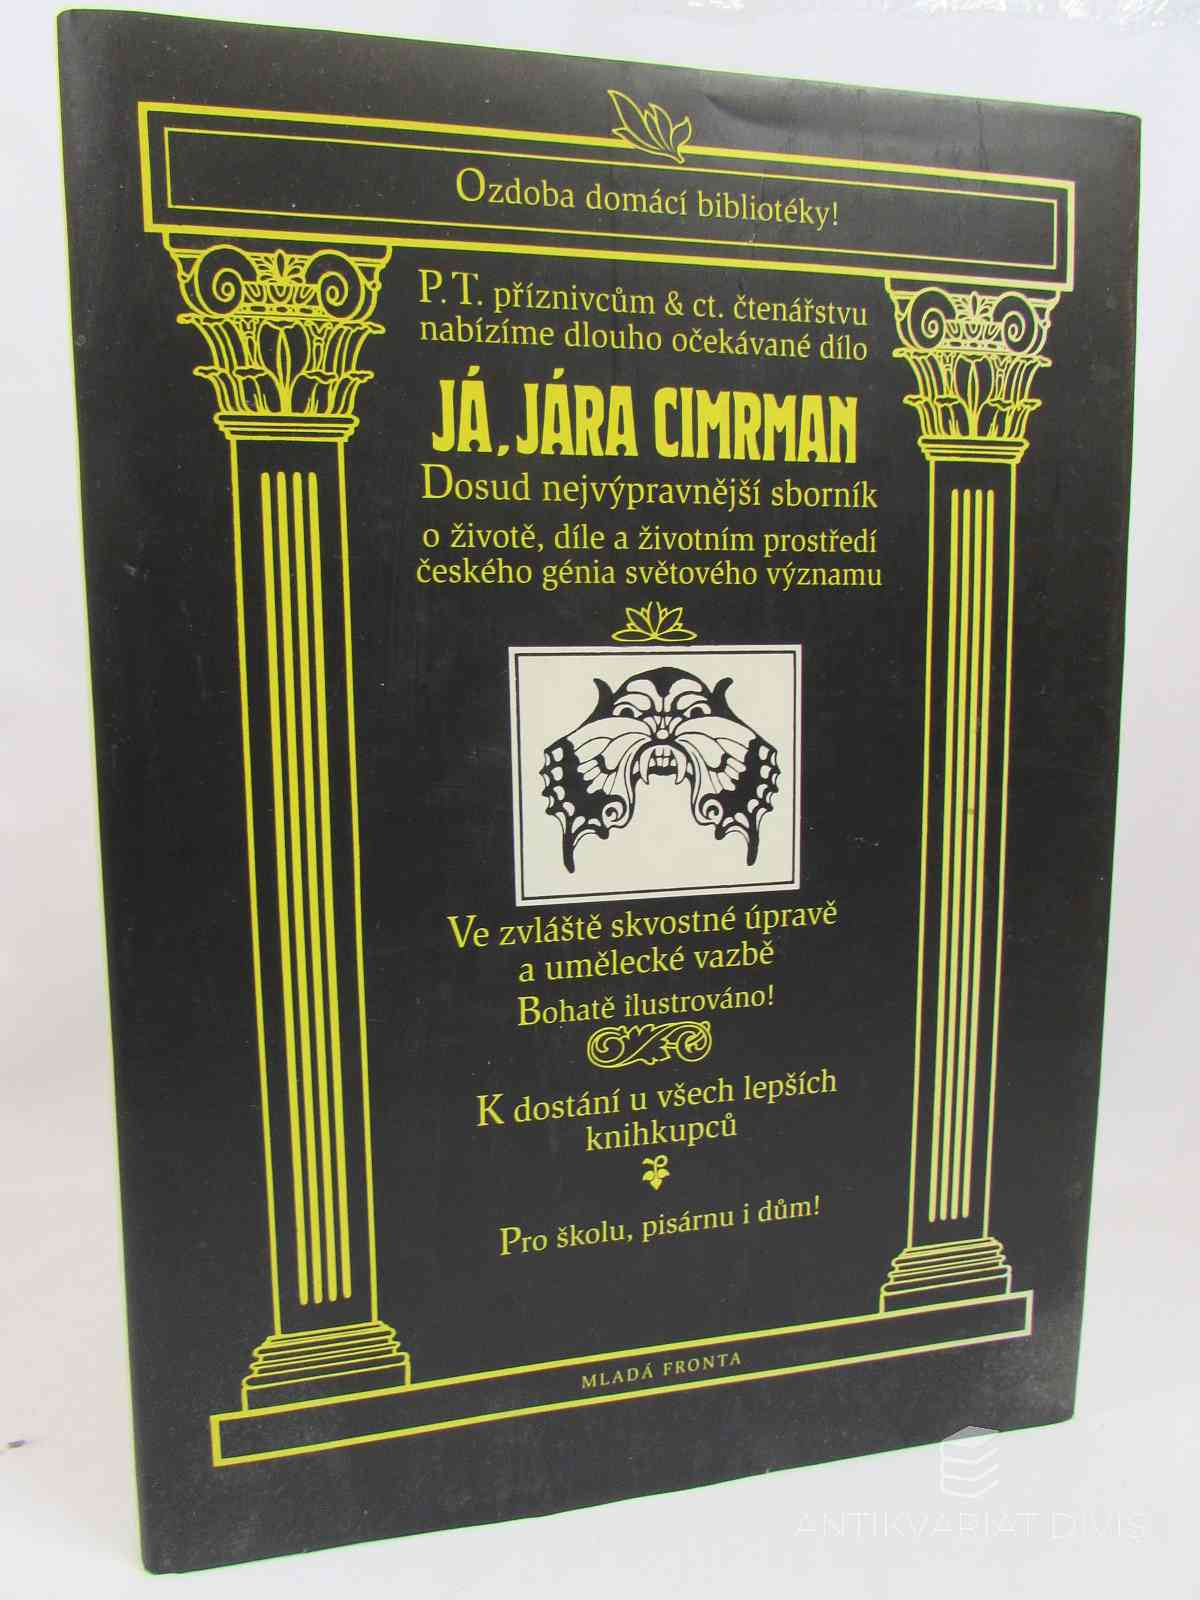 Ozdoba domácí bibliotéky!
P. T. příznivcům & ct. čtenářstvu
nabízíme dlouho očekávané dílo
JÁ, JÁRA CIMRMAN
Dosud nejvýpravnější sborník
o životě, díle a životním prostředí
českého génia světového významu
Ve zvláště skvostné úpravě
a umělecké vazbě
Bohatě ilustrováno!
K dostání u všech lepších
knihkupců
Pro školu, pisárnu i dům!
MLADÁ FRONTA
ANTIKVARIAT DIVIŠ